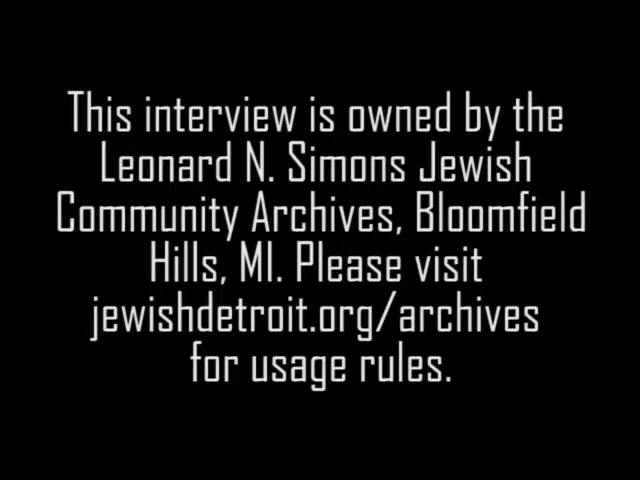 This interview is owned by the
Leonard N. Simons Jewish
Community Archives, Bloomfield
Hills, MI. Please visit
jewishdetroit.org/archives
for usage rules.